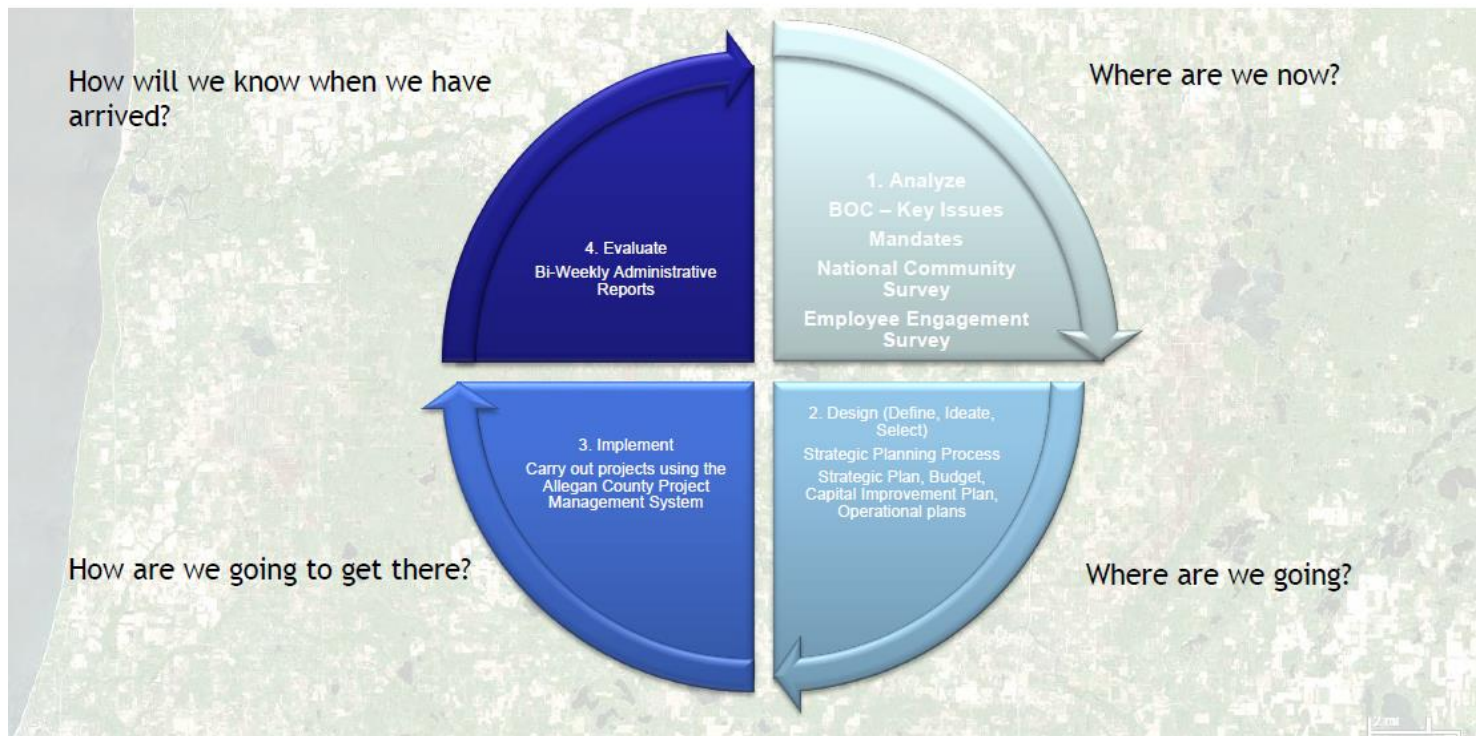 How will we know when we have
arrived?
Where are we now?
1. Analyze
BOC – Key Issues
Mandates
National Community
Survey
Employee Engagement
Survey
4. Evaluate
Bi-Weekly Administrative
Reports
2. Design (Define, Ideate,
Select)
Strategic Planning Process
Strategic Plan, Budget,
Capital Improvement Plan,
Operational plans
3. Implement
Carry out projects using the
Allegan County Project
Management System
How are we going to get there?
Where are we going?
2 mi